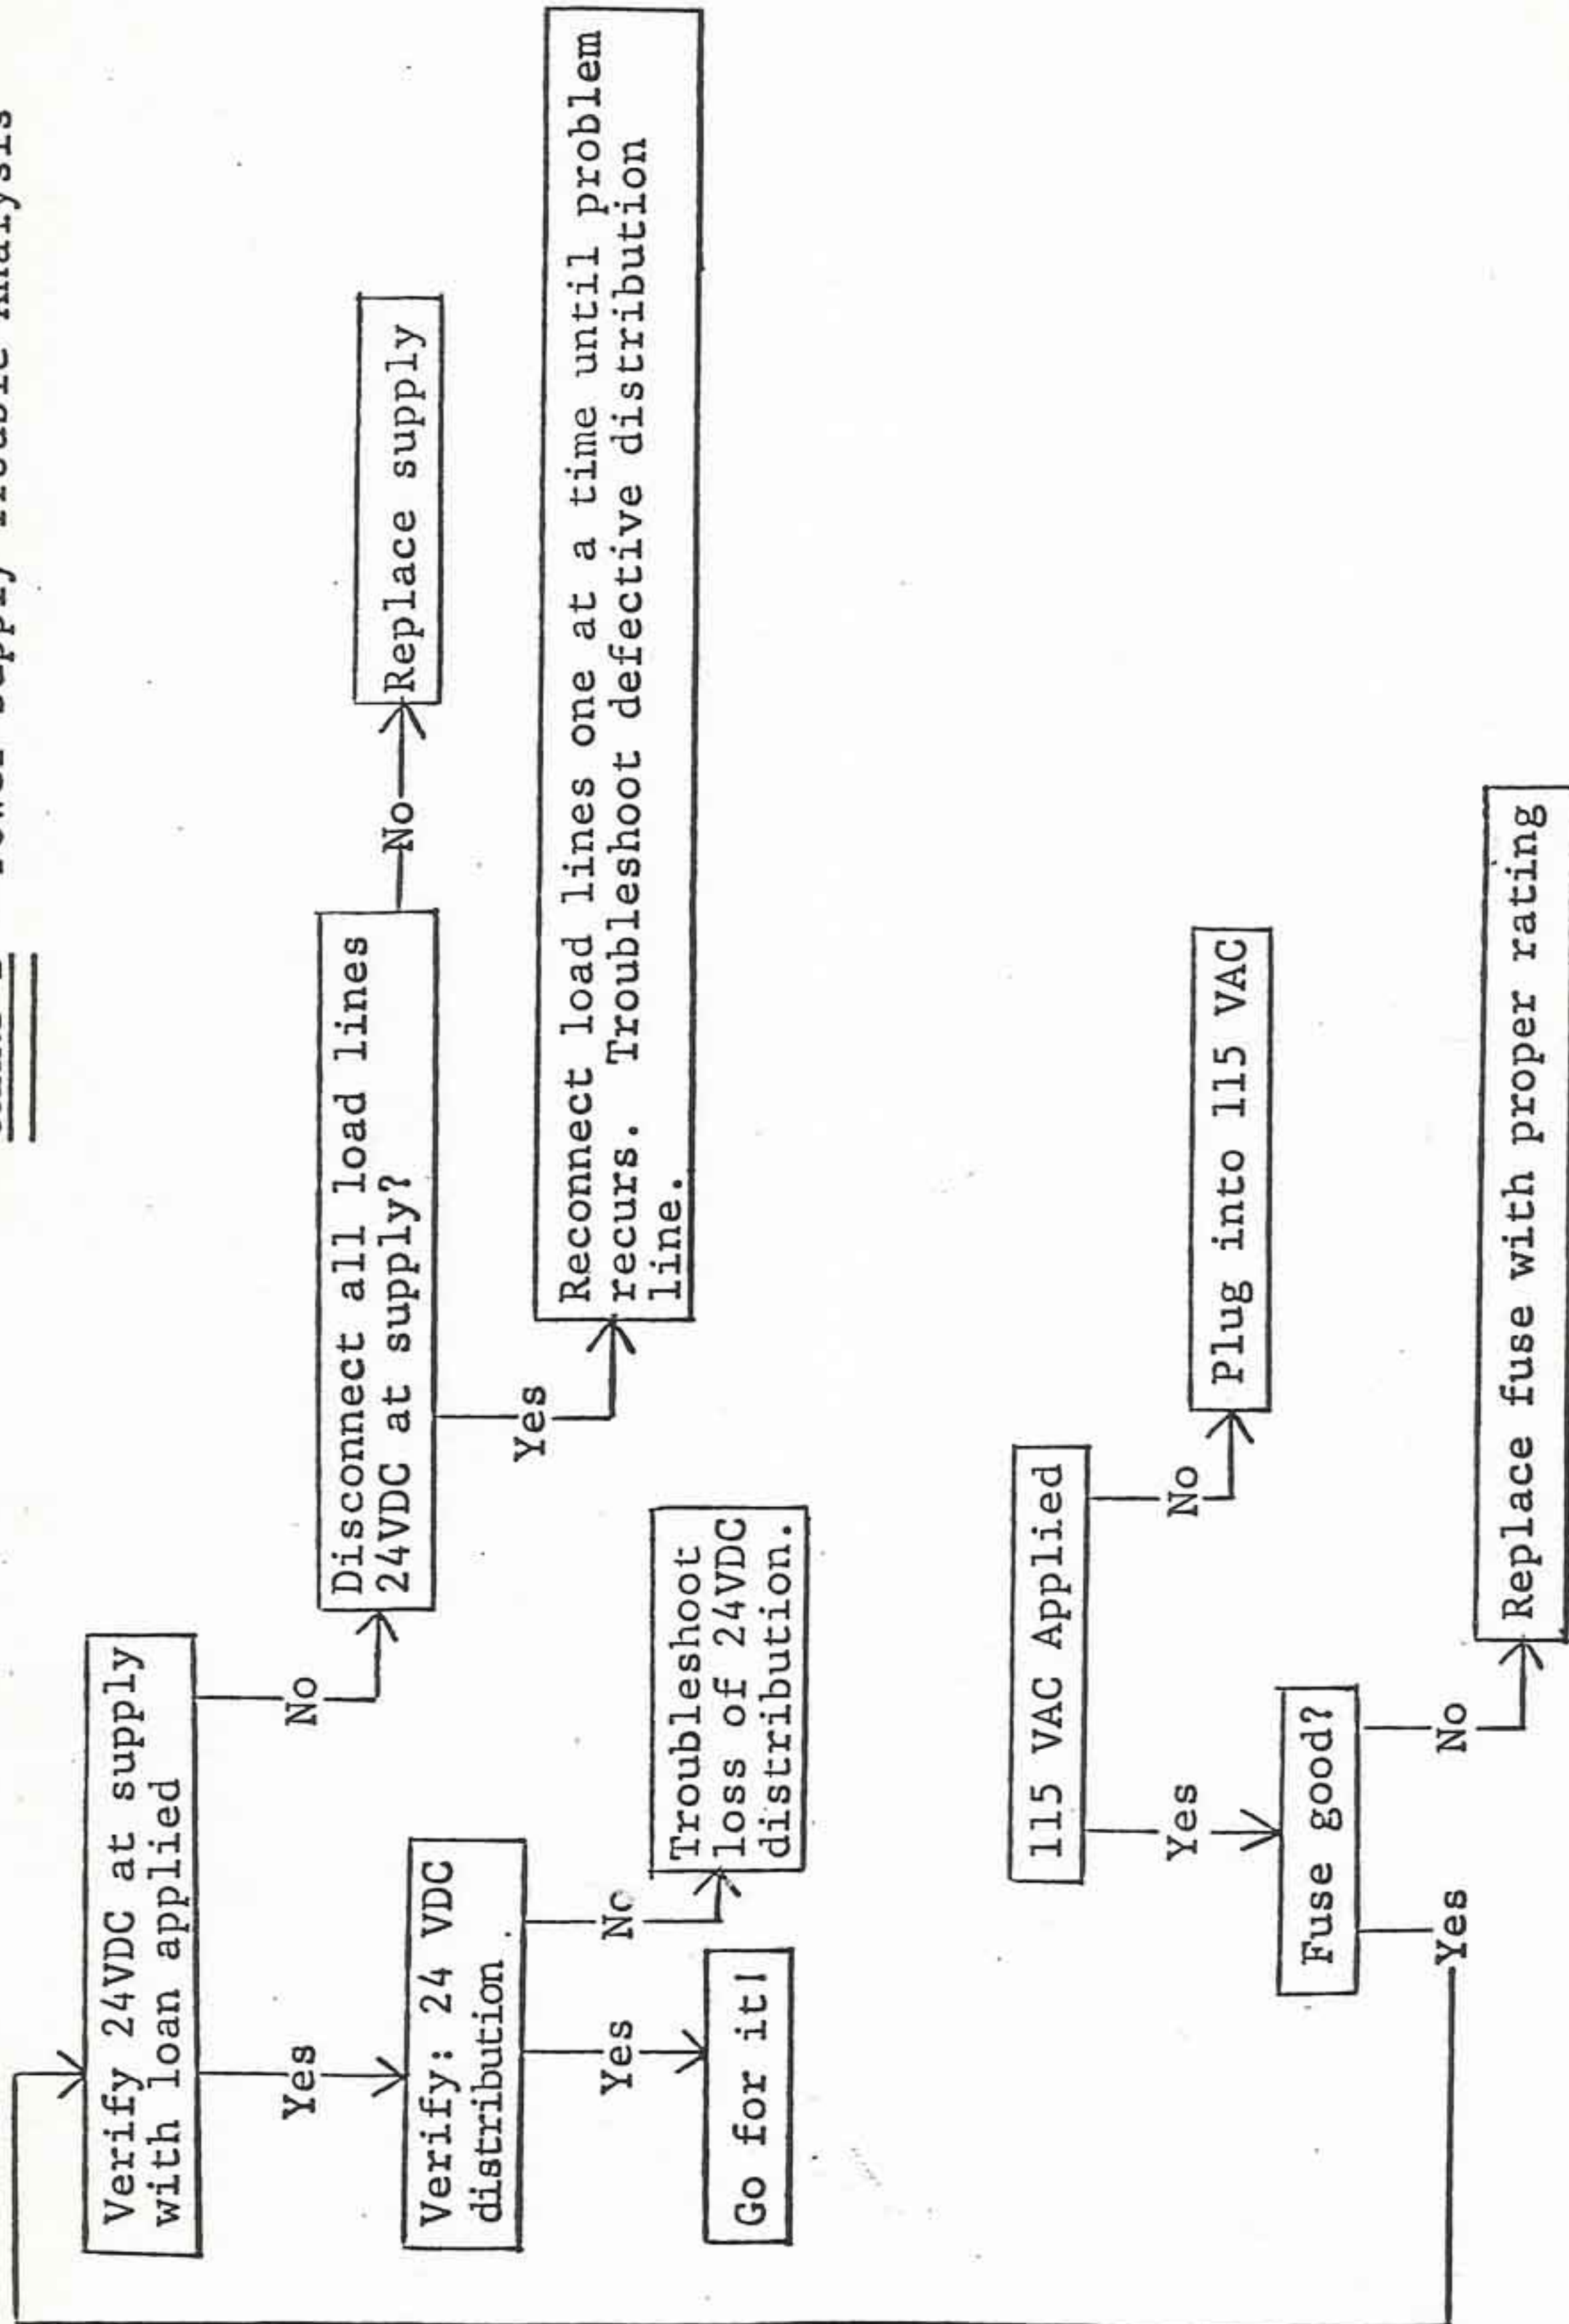 Power Supply Trouble Analysis
Verify 24VDC at supply
with loan applied
No
Yes
Disconnect all load lines
24VDC at supply?
No
Replace supply
Yes
Reconnect load lines one at a time until problem
recurs. Troubleshoot defective distribution
line.
Verify: 24 VDC
distribution
No
Troubleshoot
loss of 24VDC
distribution.
Yes
Go for it!
115 VAC Applied
No
Plug into 115 VAC
Yes
Fuse good?
No
Replace fuse with proper rating
Yes